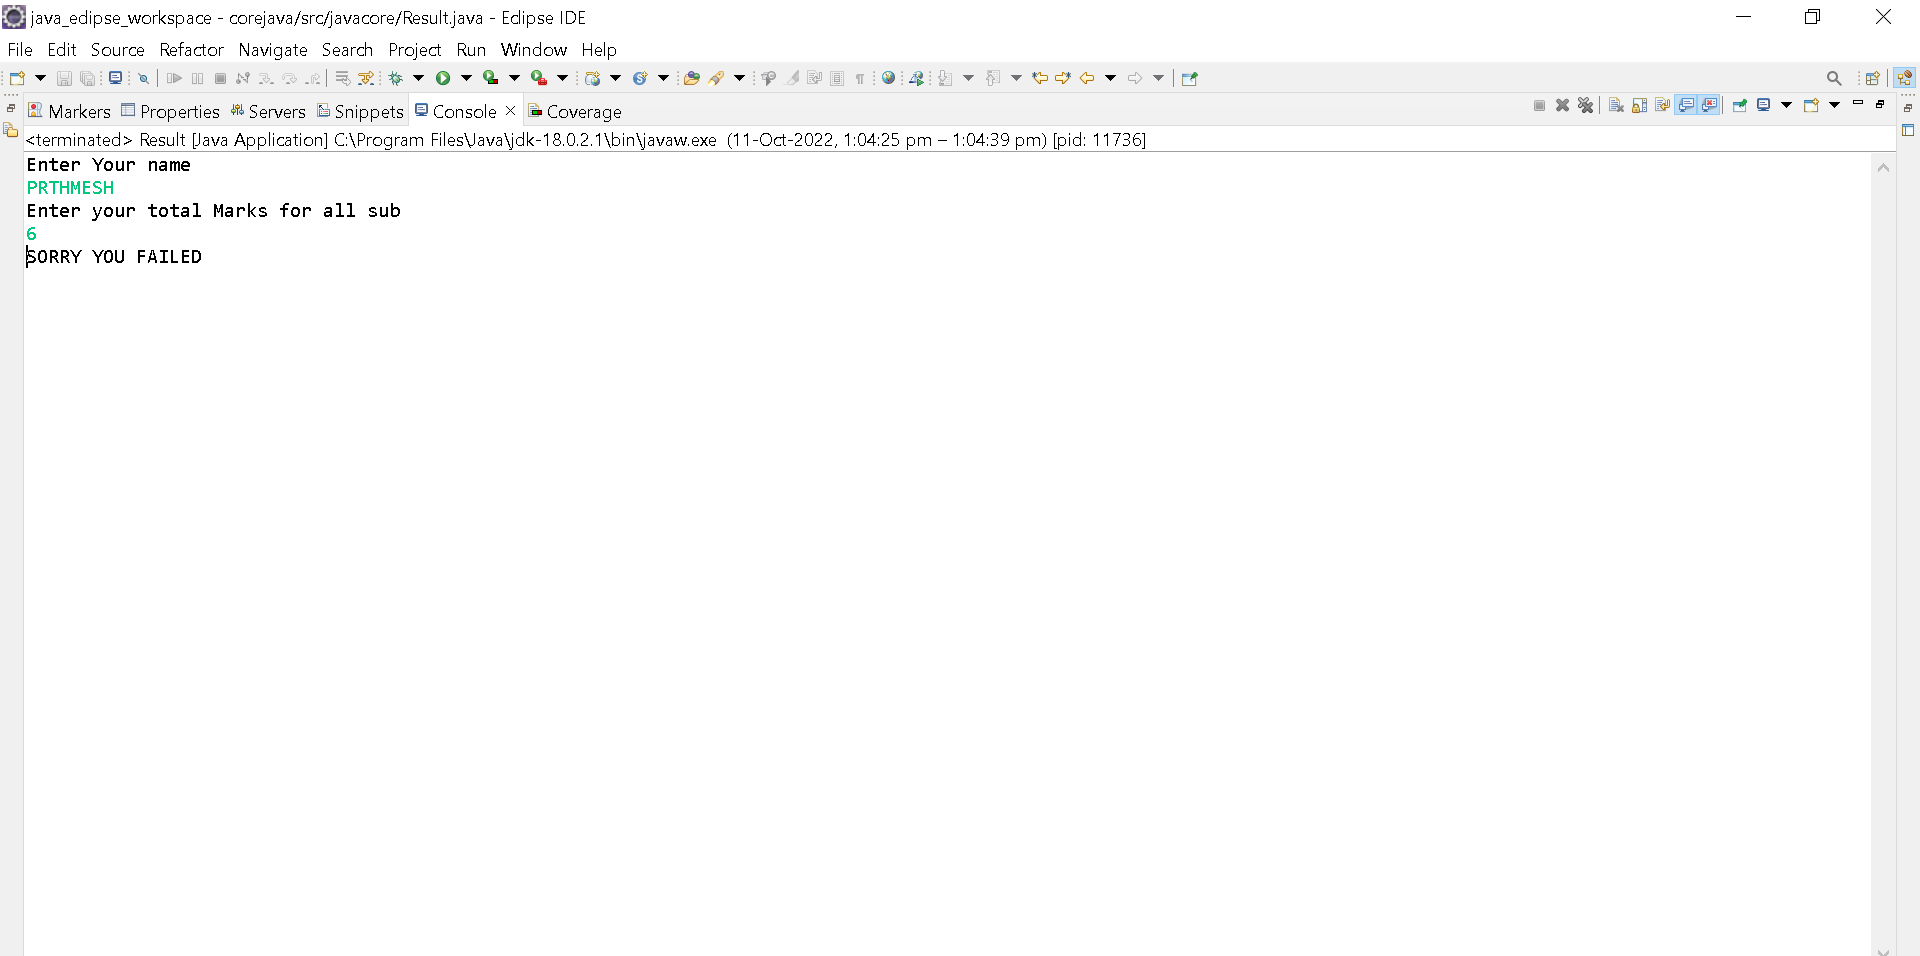 java_eclipse_workspace - corejava/src/javacore/Result.java - Eclipse IDE
File Edit Source Refactor Navigate Search Project Run Window Help
Markers Properties Servers Snippets Console Coverage
<terminated> Result [Java Application] C:\Program Files\Java\jdk-18.0.2.1\bin\javaw.exe (11-Oct-2022, 1:04:25 pm – 1:04:39 pm) [pid: 11736]
Enter Your name
PRTHMESH
Enter your total Marks for all sub
6
SORRY YOU FAILED